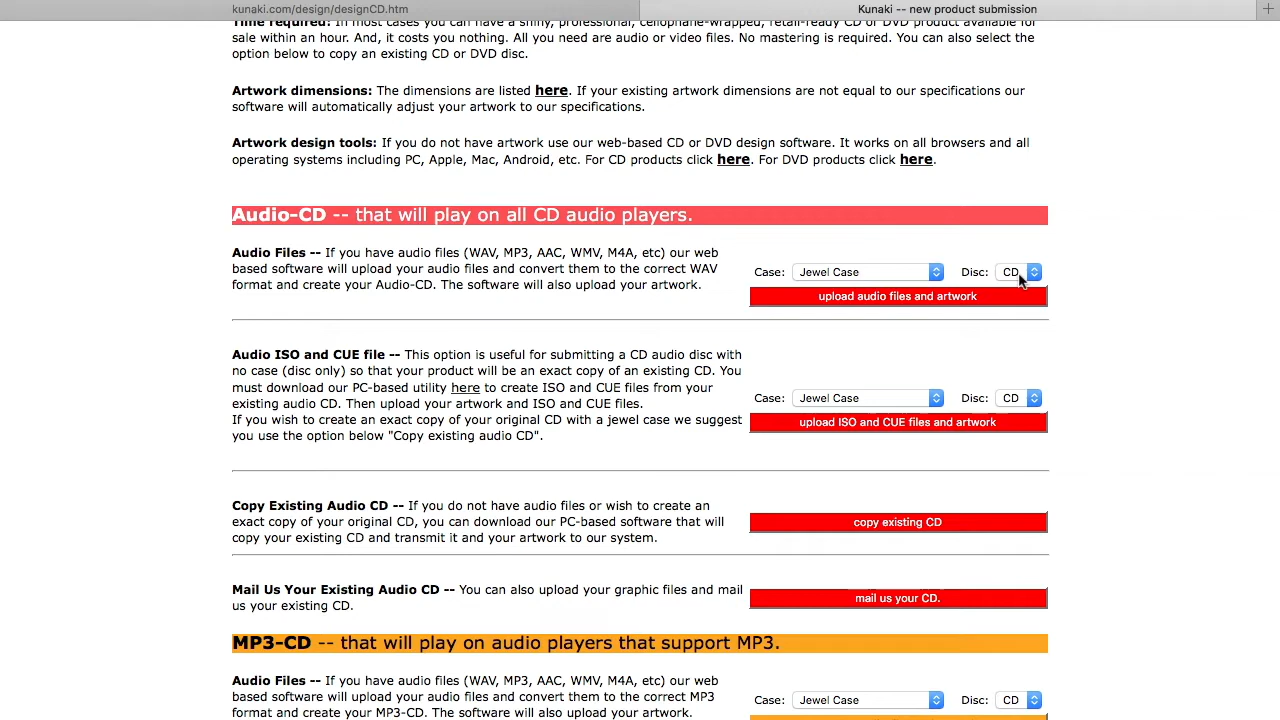 kunaki.com/design/designCD.htm
Kunaki -- new product submission
Time required: In most cases you can have a shiny, professional, cellophane-wrapped, retail-ready CD or DVD product available for
sale within an hour. And, it costs you nothing. All you need are audio or video files. No mastering is required. You can also select the
option below to copy an existing CD or DVD disc.
Artwork dimensions: The dimensions are listed here. If your existing artwork dimensions are not equal to our specifications our
software will automatically adjust your artwork to our specifications.
Artwork design tools: If you do not have artwork use our web-based CD or DVD design software. It works on all browsers and all
operating systems including PC, Apple, Mac, Android, etc. For CD products click here. For DVD products click here.
Audio-CD -- that will play on all CD audio players.
Audio Files -- If you have audio files (WAV, MP3, AAC, WMV, M4A, etc) our web
based software will upload your audio files and convert them to the correct WAV
format and create your Audio-CD. The software will also upload your artwork.
Case: Jewel Case Disc: CD
upload audio files and artwork
Audio ISO and CUE file -- This option is useful for submitting a CD audio disc with
no case (disc only) so that your product will be an exact copy of an existing CD. You
must download our PC-based utility here to create ISO and CUE files from your
existing audio CD. Then upload your artwork and ISO and CUE files.
If you wish to create an exact copy of your original CD with a jewel case we suggest
you use the option below "Copy existing audio CD".
Case: Jewel Case Disc: CD
upload ISO and CUE files and artwork
Copy Existing Audio CD -- If you do not have audio files or wish to create an
exact copy of your original CD, you can download our PC-based software that will
copy your existing CD and transmit it and your artwork to our system.
copy existing CD
Mail Us Your Existing Audio CD -- You can also upload your graphic files and mail
us your existing CD.
mail us your CD.
MP3-CD -- that will play on audio players that support MP3.
Audio Files -- If you have audio files (WAV, MP3, AAC, WMV, M4A, etc) our web
based software will upload your audio files and convert them to the correct MP3
format and create your MP3-CD. The software will also upload your artwork.
Case: Jewel Case Disc: CD